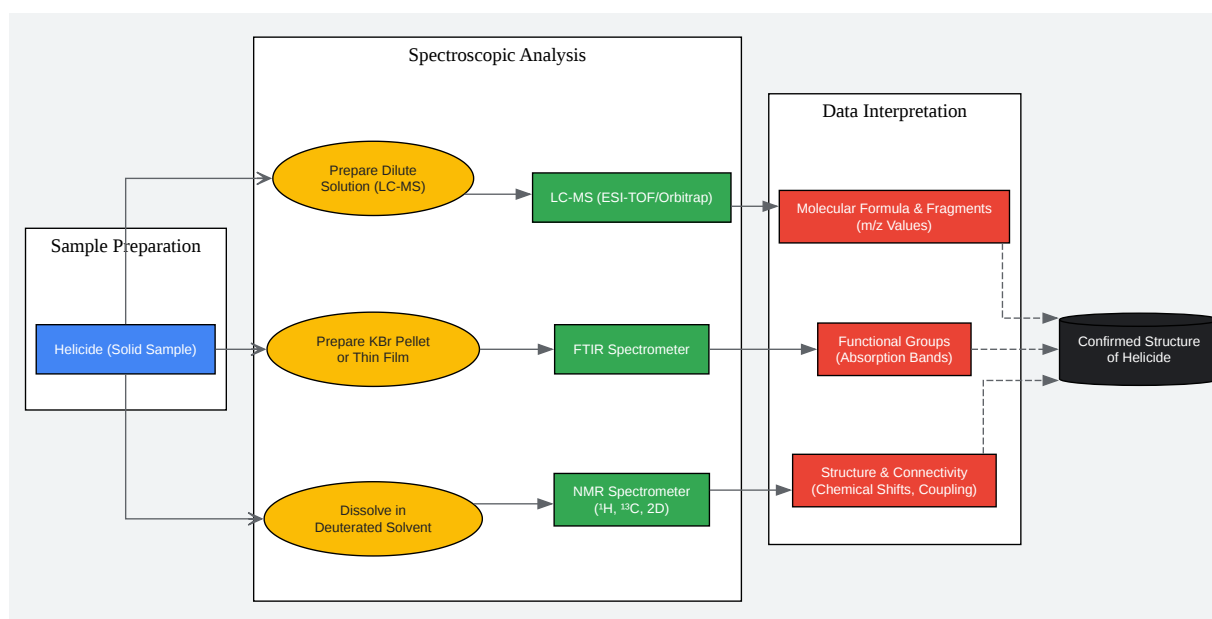 Spectroscopic Analysis
Data Interpretation
Sample Preparation
Helicide (Solid Sample)
Prepare Dilute
Solution (LC-MS)
LC-MS (ESI-TOF/Orbitrap)
Molecular Formula & Fragments
(m/z Values)
Prepare KBr Pellet
or Thin Film
FTIR Spectrometer
Functional Groups
(Absorption Bands)
Confirmed Structure
of Helicide
Dissolve in
Deuterated Solvent
NMR Spectrometer
(¹H, ¹³C, 2D)
Structure & Connectivity
(Chemical Shifts, Coupling)